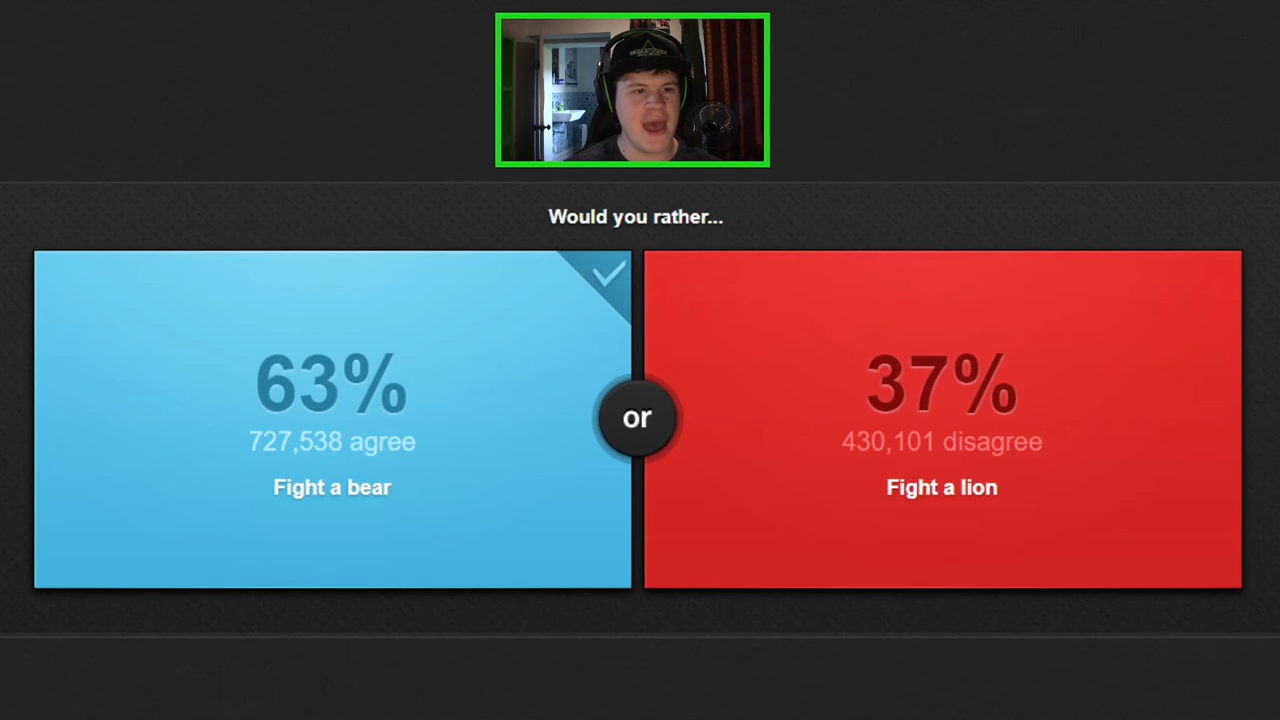 Would you rather...
63%
727,538 agree
Fight a bear
or
37%
430,101 disagree
Fight a lion